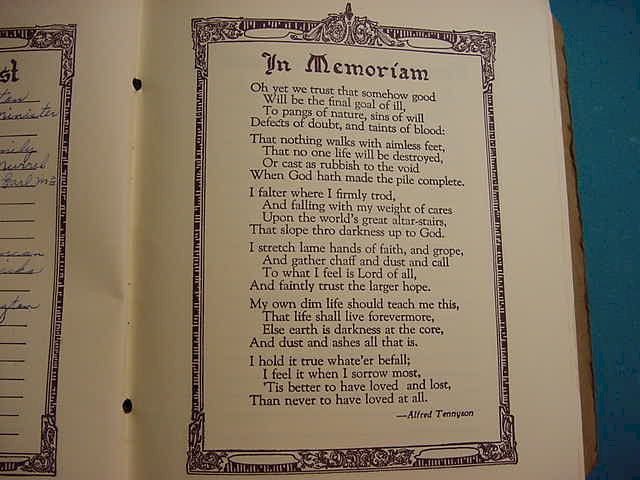 st
ten
Minister
mily
Earl Mc
In Memoriam
Oh yet we trust that somehow good
Will be the final goal of ill,
To pangs of nature, sins of will
Defects of doubt, and taints of blood:
That nothing walks with aimless feet,
That no one life will be destroyed,
Or cast as rubbish to the void
When God hath made the pile complete.
I falter where I firmly trod,
And falling with my weight of cares
Upon the world's great altar-stairs,
That slope thro darkness up to God.
I stretch lame hands of faith, and grope,
And gather chaff and dust and call
To what I feel is Lord of all,
And faintly trust the larger hope.
My own dim life should teach me this,
That life shall live forevermore,
Else earth is darkness at the core,
And dust and ashes all that is.
I hold it true whate'er befall;
I feel it when I sorrow most,
'Tis better to have loved and lost,
Than never to have loved at all.
—Alfred Tennyson